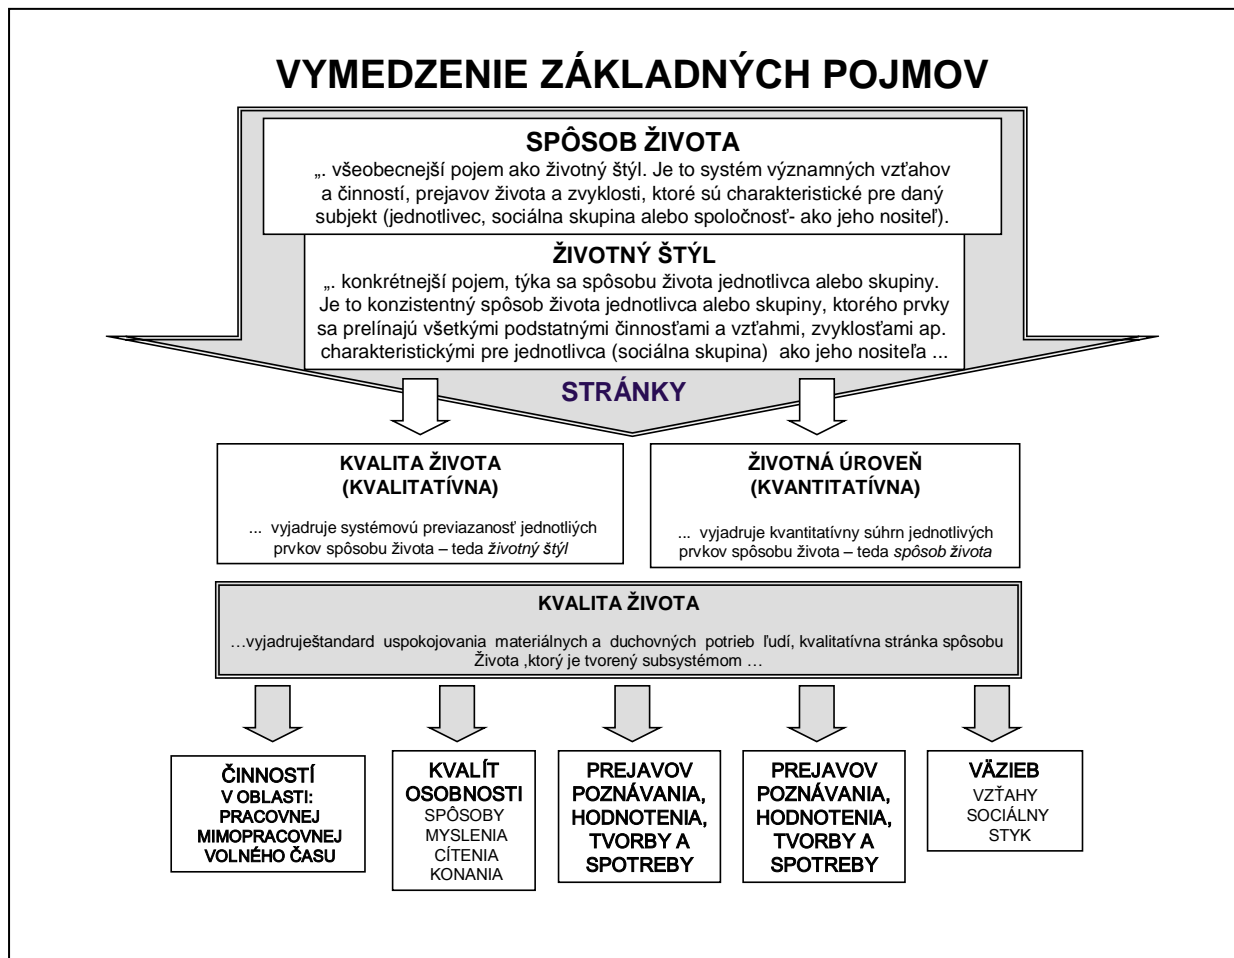 VYMEDZENIE ZÁKLADNÝCH POJMOV
SPÔSOB ŽIVOTA
„. všeobecnejší pojem ako životný štýl. Je to systém významných vzťahov
a činností, prejavov života a zvyklosti, ktoré sú charakteristické pre daný
subjekt (jednotlivec, sociálna skupina alebo spoločnosť- ako jeho nositeľ).
ŽIVOTNÝ ŠTÝL
„. konkrétnejší pojem, týka sa spôsobu života jednotlivca alebo skupiny.
Je to konzistentný spôsob života jednotlivca alebo skupiny, ktorého prvky
sa prelínajú všetkými podstatnými činnosťami a vzťahmi, zvyklosťami ap.
charakteristickými pre jednotlivca (sociálna skupina) ako jeho nositeľa ...
STRÁNKY
KVALITA ŽIVOTA
(KVALITATÍVNA)
... vyjadruje systémovú previazanosť jednotliých
prvkov spôsobu života – teda životný štýl
ŽIVOTNÁ ÚROVEŇ
(KVANTITATÍVNA)
... vyjadruje kvantitatívny súhrn jednotlivých
prvkov spôsobu života – teda spôsob života
KVALITA ŽIVOTA
…vyjadruještandard uspokojovania materiálnych a duchovných potrieb ľudí, kvalitatívna stránka spôsobu
Života ,ktorý je tvorený subsystémom …
ČINNOSTÍ
V OBLASTI:
PRACOVNEJ
MIMOPRACOVNEJ
VOLNÉHO ČASU
KVALÍT
OSOBNOSTI
SPÔSOBY
MYSLENIA
CÍTENIA
KONANIA
PREJAVOV
POZNÁVANIA,
HODNOTENIA,
TVORBY A
SPOTREBY
PREJAVOV
POZNÁVANIA,
HODNOTENIA,
TVORBY A
SPOTREBY
VÄZIEB
VZŤAHY
SOCIÁLNY
STYK